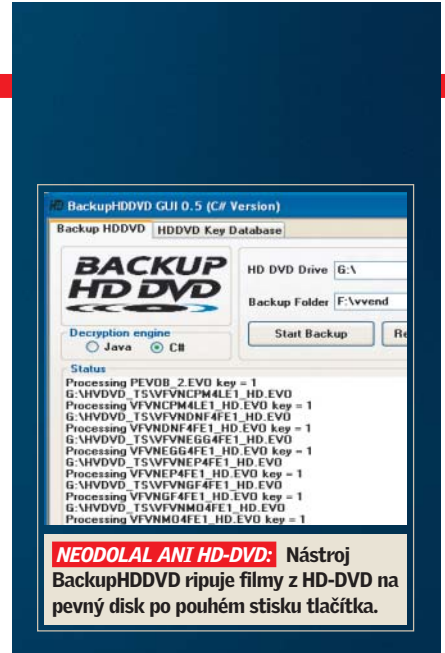 BackupHDDVD GUI 0.5 (C# Version)
Backup HDDVD HDDVD Key Database
BACKUP
HD DVD
HD DVD Drive G:\
Backup Folder F:\vvend
Decryption engine
Java C#
Start Backup Re
Status
Processing PEVOB_2.EVO key = 1
G:\HVDVD_TS\VFVNCPM4LE1_HD.EVO
Processing VFVNCPM4LE1_HD.EVO key = 1
G:\HVDVD_TS\VFVNDNF4FE1_HD.EVO
Processing VFVNDNF4FE1_HD.EVO key = 1
G:\HVDVD_TS\VFVNEGG4FE1_HD.EVO
Processing VFVNEGG4FE1_HD.EVO key = 1
G:\HVDVD_TS\VFVNEP4FE1_HD.EVO
Processing VFVNEP4FE1_HD.EVO key = 1
G:\HVDVD_TS\VFVNGF4FE1_HD.EVO
Processing VFVNGF4FE1_HD.EVO key = 1
G:\HVDVD_TS\VFVNMO4FE1_HD.EVO
Processing VFVNMO4FE1_HD.EVO key = 1
NEODOLAL ANI HD-DVD: Nástroj
BackupHDDVD ripuje filmy z HD-DVD na
pevný disk po pouhém stisku tlačítka.